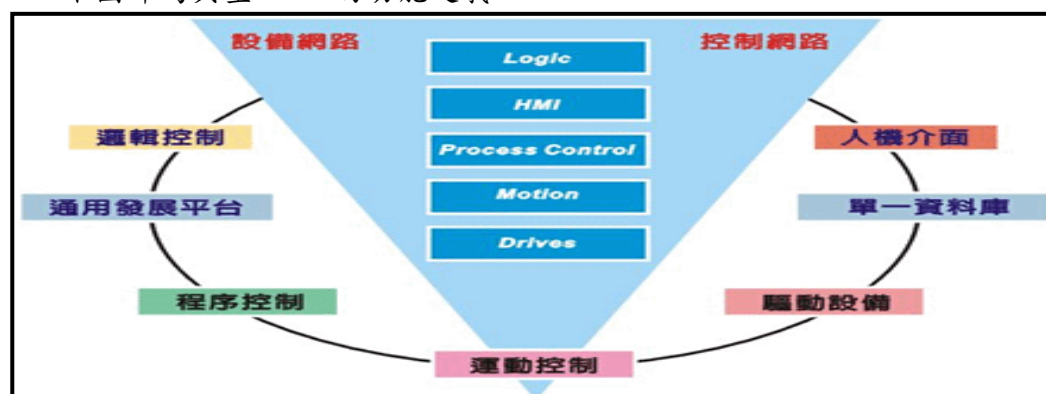 設備網路
控制網路
Logic
HMI
Process Control
Motion
Drives
邏輯控制
人機介面
通用發展平台
單一資料庫
程序控制
驅動設備
運動控制